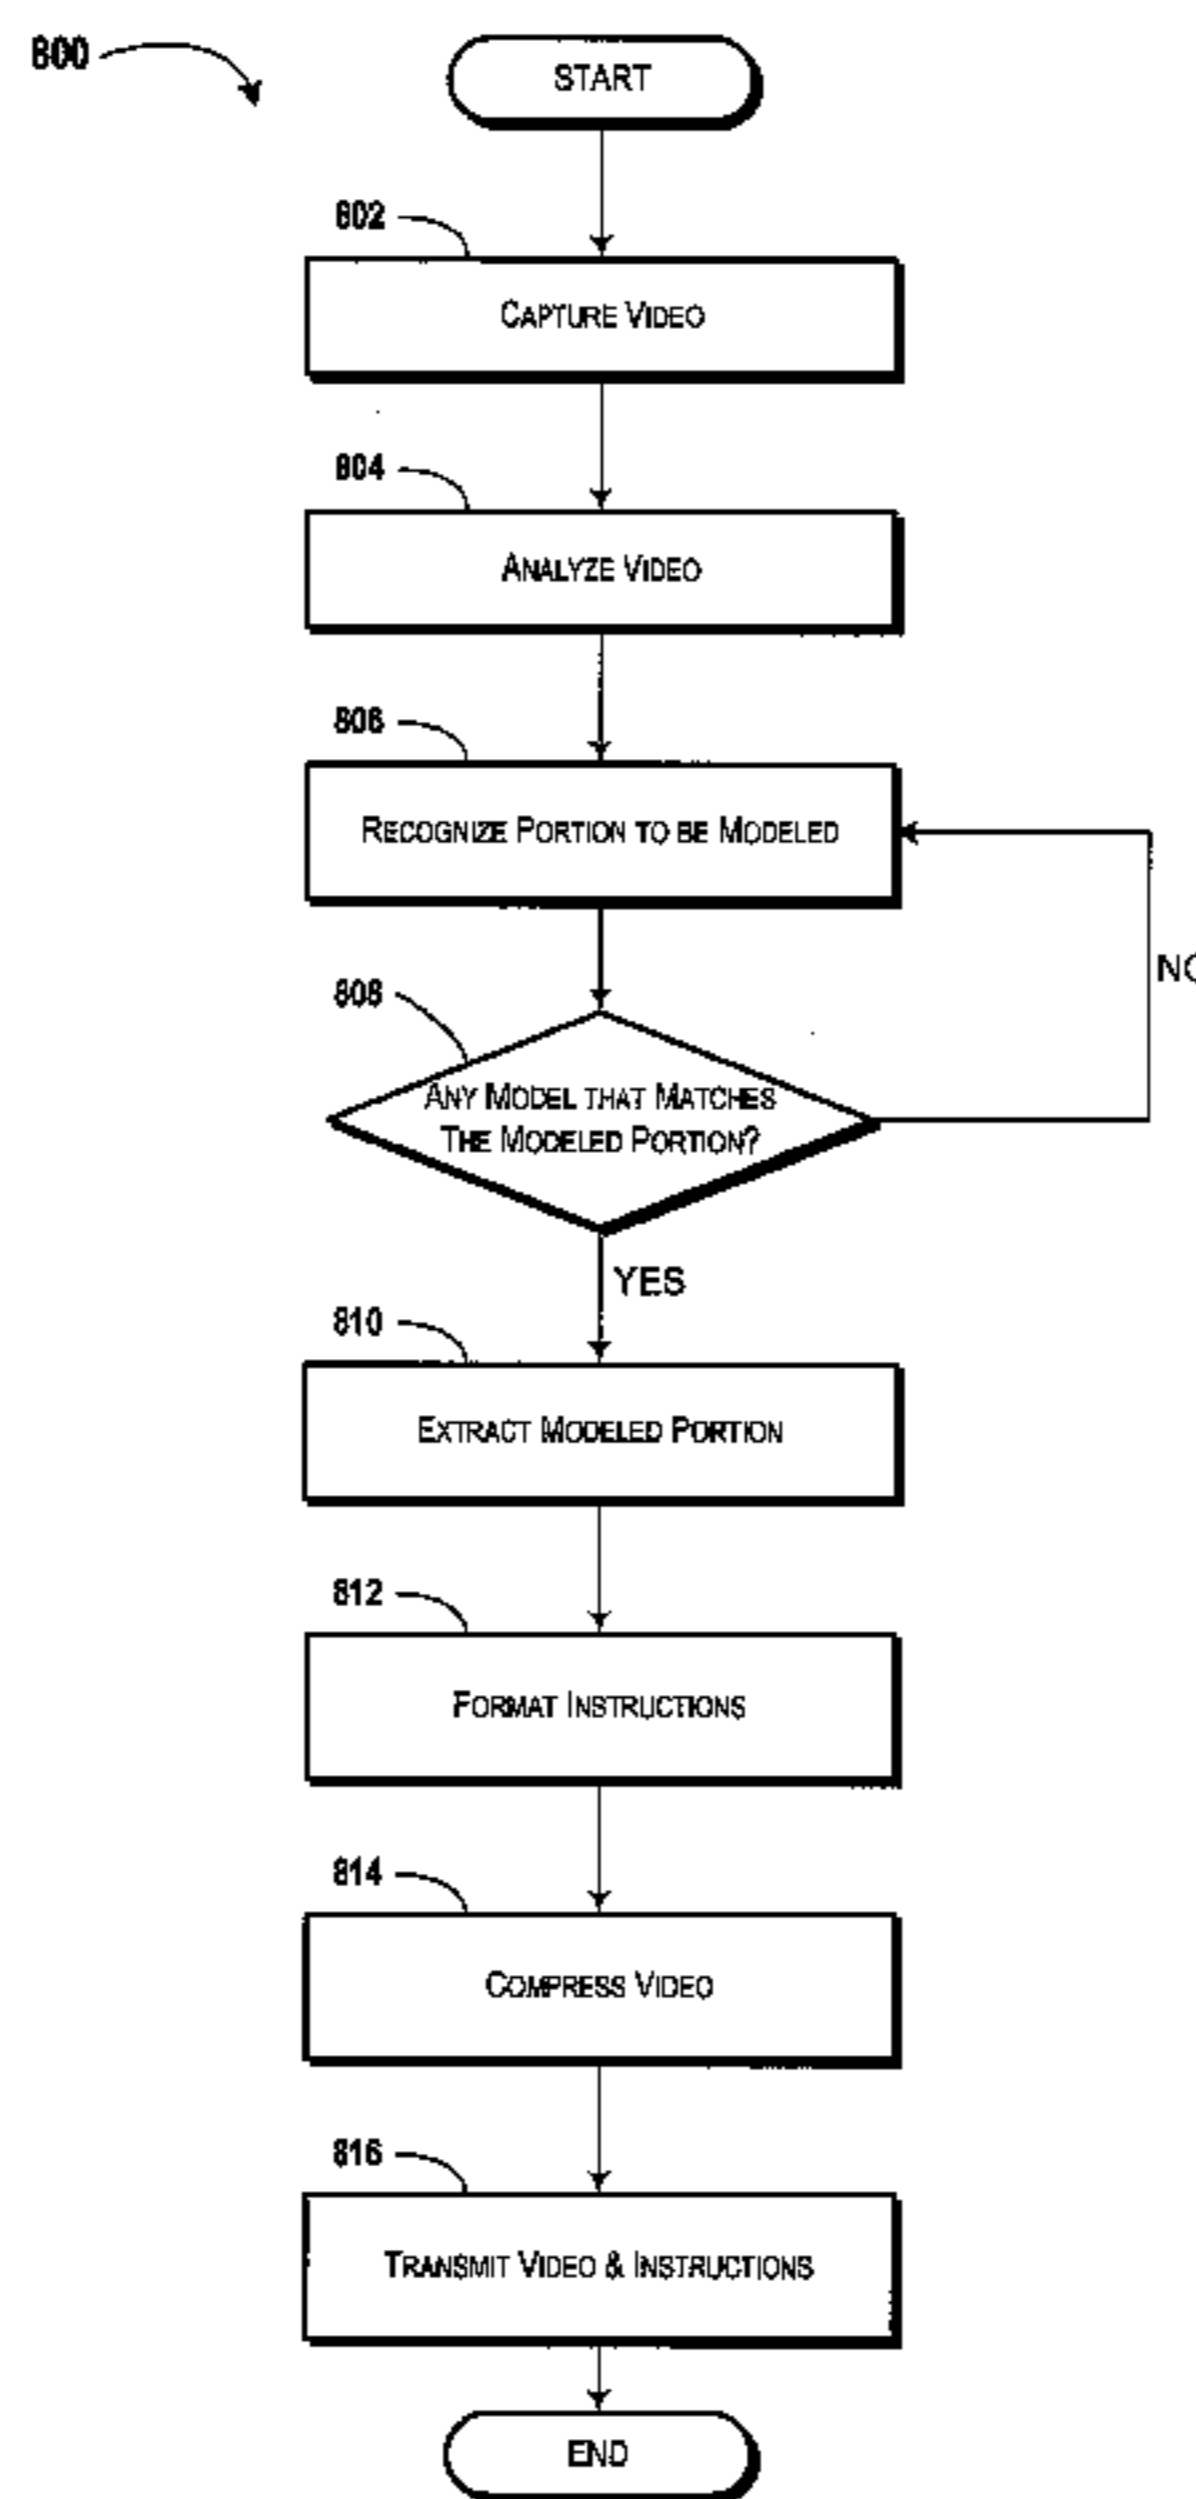 800
START
802
CAPTURE VIDEO
804
ANALYZE VIDEO
806
RECOGNIZE PORTION TO BE MODELED
NO
808
ANY MODEL THAT MATCHES
THE MODELED PORTION?
YES
810
EXTRACT MODELED PORTION
812
FORMAT INSTRUCTIONS
814
COMPRESS VIDEO
816
TRANSMIT VIDEO & INSTRUCTIONS
END